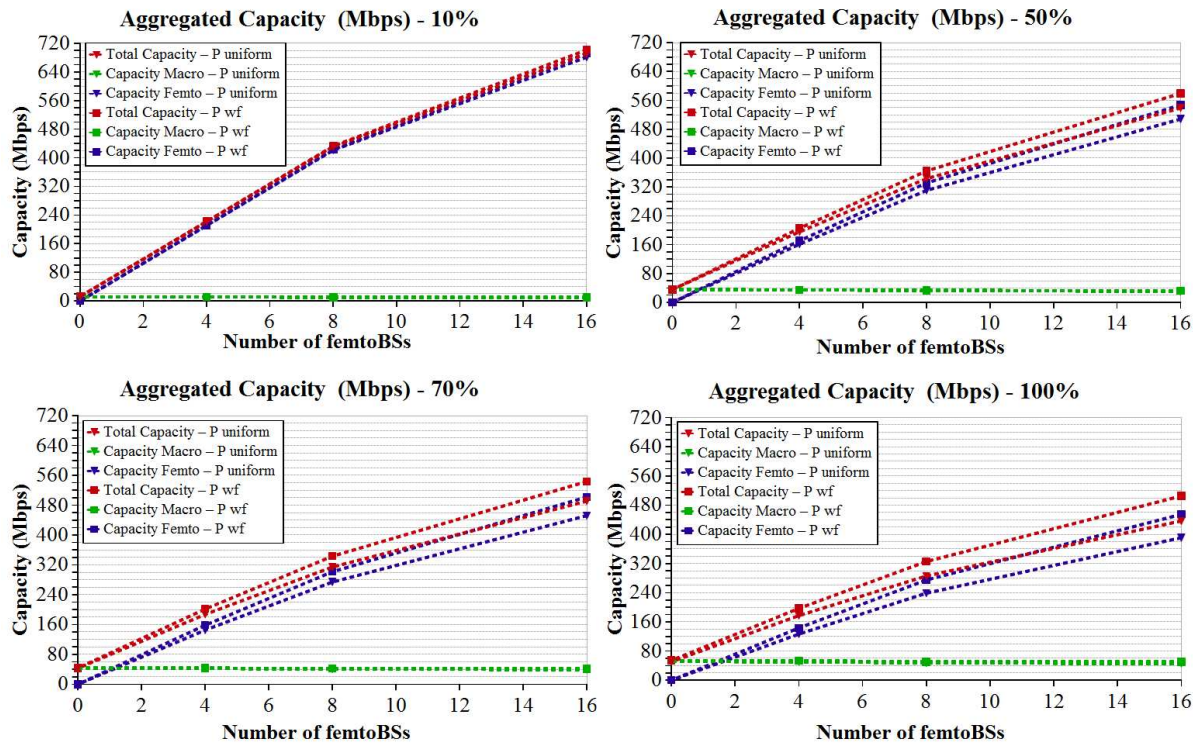 Aggregated Capacity (Mbps) - 10%
Capacity (Mbps)
720
640
560
480
400
320
240
160
80
0
Total Capacity – P uniform
Capacity Macro – P uniform
Capacity Femto – P uniform
Total Capacity – P wf
Capacity Macro – P wf
Capacity Femto – P wf
0 2 4 6 8 10 12 14 16
Number of femtoBSs
Aggregated Capacity (Mbps) - 50%
Capacity (Mbps)
720
640
560
480
400
320
240
160
80
0
Total Capacity – P uniform
Capacity Macro – P uniform
Capacity Femto – P uniform
Total Capacity – P wf
Capacity Macro – P wf
Capacity Femto – P wf
0 2 4 6 8 10 12 14 16
Number of femtoBSs
Aggregated Capacity (Mbps) - 70%
Capacity (Mbps)
720
640
560
480
400
320
240
160
80
0
Total Capacity – P uniform
Capacity Macro – P uniform
Capacity Femto – P uniform
Total Capacity – P wf
Capacity Macro – P wf
Capacity Femto – P wf
0 2 4 6 8 10 12 14 16
Number of femtoBSs
Aggregated Capacity (Mbps) - 100%
Capacity (Mbps)
720
640
560
480
400
320
240
160
80
0
Total Capacity – P uniform
Capacity Macro – P uniform
Capacity Femto – P uniform
Total Capacity – P wf
Capacity Macro – P wf
Capacity Femto – P wf
0 2 4 6 8 10 12 14 16
Number of femtoBSs